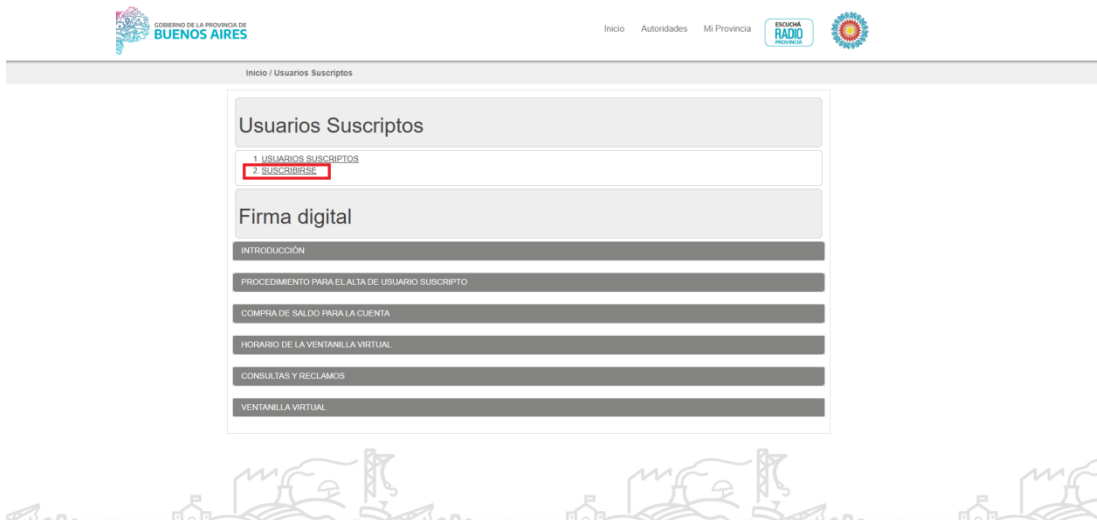 GOBIERNO DE LA PROVINCIA DE
BUENOS AIRES
Inicio Autoridades Mi Provincia
ESCUCHÁ
RADIO
PROVINCIA
Inicio / Usuarios Suscriptos
Usuarios Suscriptos
1. USUARIOS SUSCRIPTOS
2. SUSCRIBIRSE
Firma digital
INTRODUCCIÓN
PROCEDIMIENTO PARA EL ALTA DE USUARIO SUSCRIPTO
COMPRA DE SALDO PARA LA CUENTA
HORARIO DE LA VENTANILLA VIRTUAL
CONSULTAS Y RECLAMOS
VENTANILLA VIRTUAL